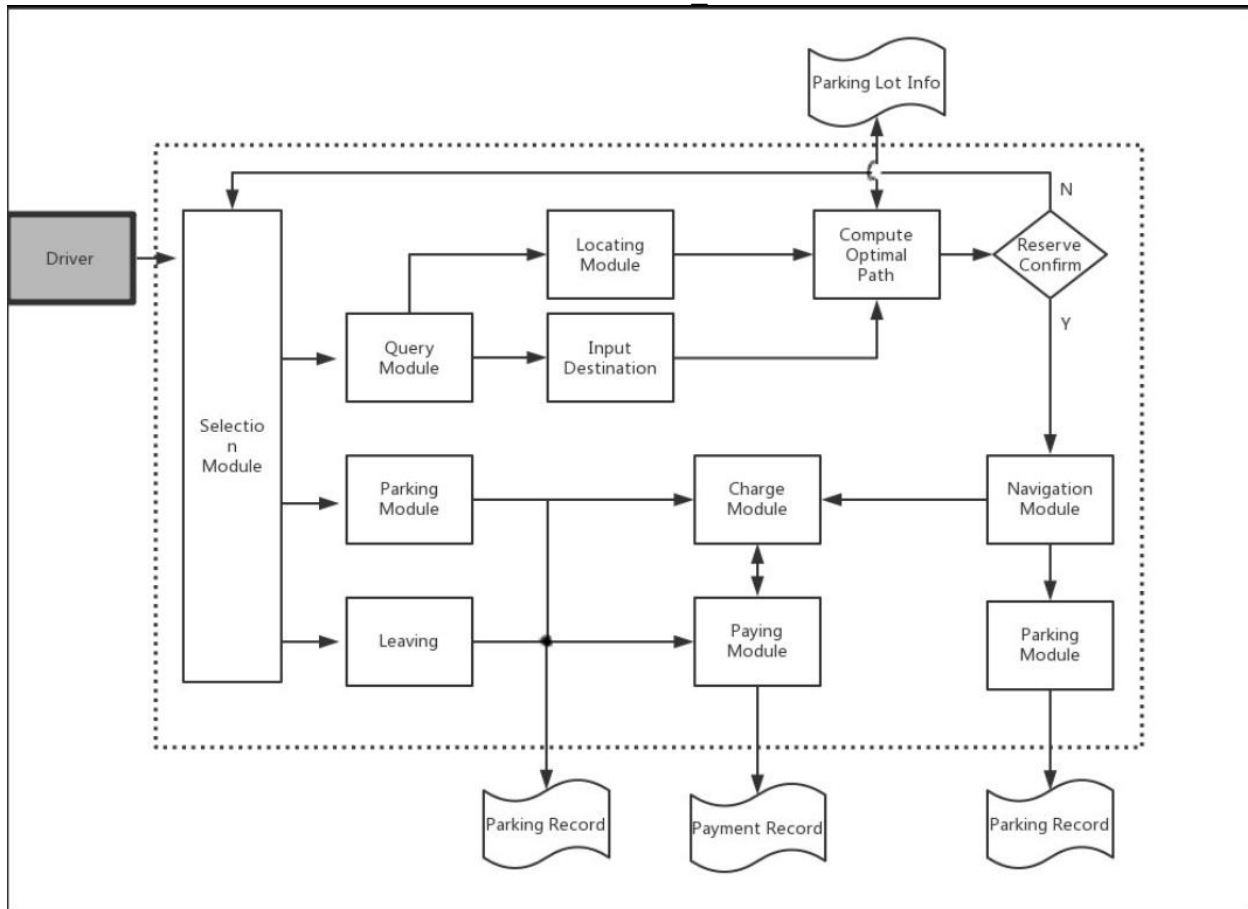 Parking Lot Info
N
Driver
Locating
Module
Compute
Optimal
Path
Reserve
Confirm
Y
Query
Module
Input
Destination
Selectio
n
Module
Parking
Module
Charge
Module
Navigation
Module
Leaving
Paying
Module
Parking
Module
Parking Record
Payment Record
Parking Record